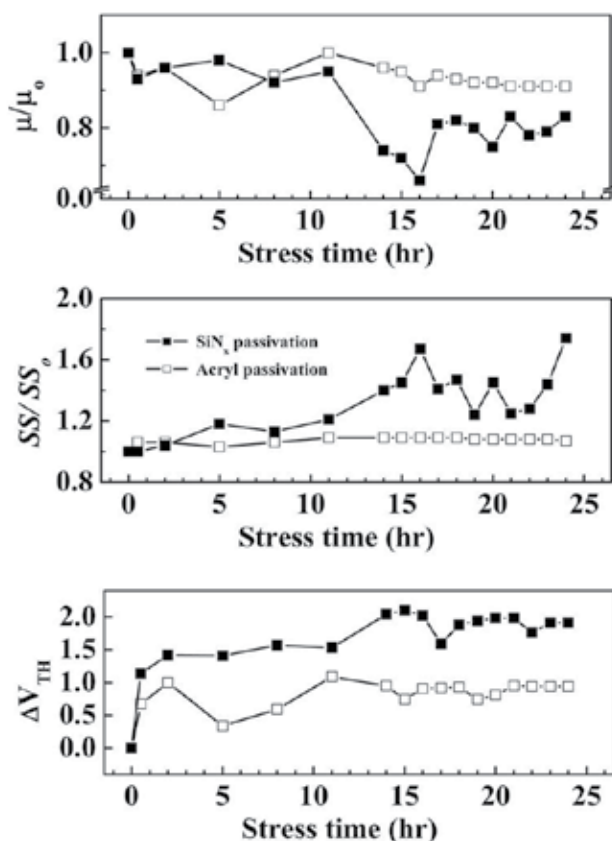 1.0
0.8
0.0
μ/μ₀
0 5 10 15 20 25
Stress time (hr)
2.0
1.6
1.2
0.8
SS/ SSₒ
SiNₓ passivation
Acryl passivation
0 5 10 15 20 25
Stress time (hr)
2.0
1.5
1.0
0.5
0.0
ΔV_TH
0 5 10 15 20 25
Stress time (hr)